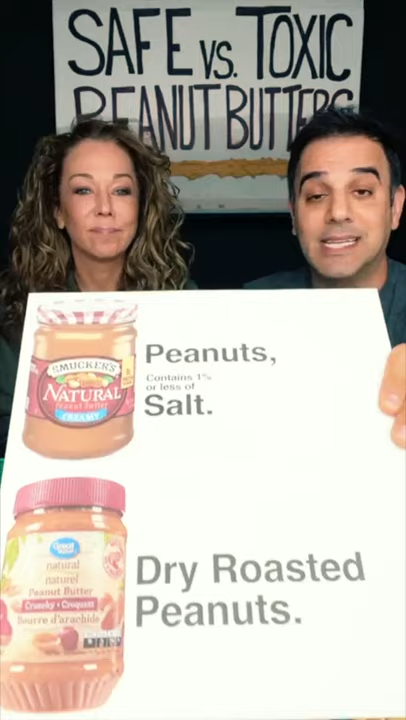 SAFE VS. TOXIC
PEANUT BUTTERS
SMUCKER'S
NATURAL
Peanut Butter
CREAMY
Peanuts,
Contains 1%
or less of
Salt.
Great Value
natural
naturel
Peanut Butter
Crunchy • Croquant
Beurre d'arachide
Dry Roasted
Peanuts.